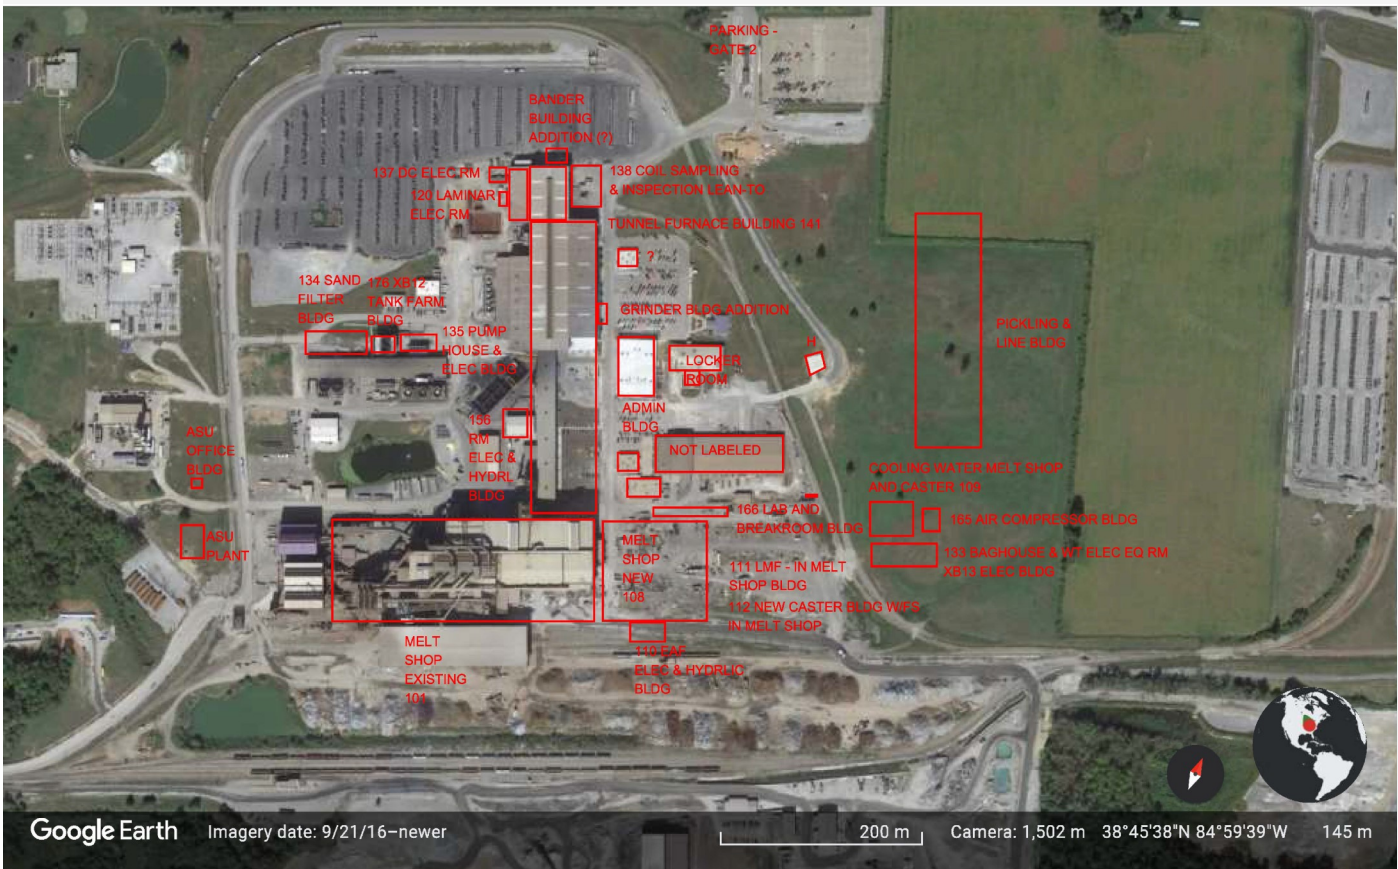 PARKING -
GATE 2
BANDER
BUILDING
ADDITION (?)
137 DC ELEC RM
138 COIL SAMPLING
& INSPECTION LEAN-TO
120 LAMINAR
ELEC RM
TUNNEL FURNACE BUILDING 141
?
134 SAND
FILTER
BLDG
176 XB12
TANK FARM
BLDG
GRINDER BLDG ADDITION
135 PUMP
HOUSE &
ELEC BLDG
PICKLING &
LINE BLDG
H
LOCKER
ROOM
ADMIN
BLDG
156
RM
ELEC &
HYDRL
BLDG
ASU
OFFICE
BLDG
NOT LABELED
COOLING WATER MELT SHOP
AND CASTER 109
166 LAB AND
BREAKROOM BLDG
165 AIR COMPRESSOR BLDG
ASU
PLANT
MELT
SHOP
NEW
108
133 BAGHOUSE & WT ELEC EQ RM
XB13 ELEC BLDG
111 LMF - IN MELT
SHOP BLDG
112 NEW CASTER BLDG W/FS
IN MELT SHOP
MELT
SHOP
EXISTING
101
110 EAF
ELEC & HYDRLIC
BLDG
Google Earth
Imagery date: 9/21/16–newer
200 m
Camera: 1,502 m
38°45'38"N 84°59'39"W
145 m